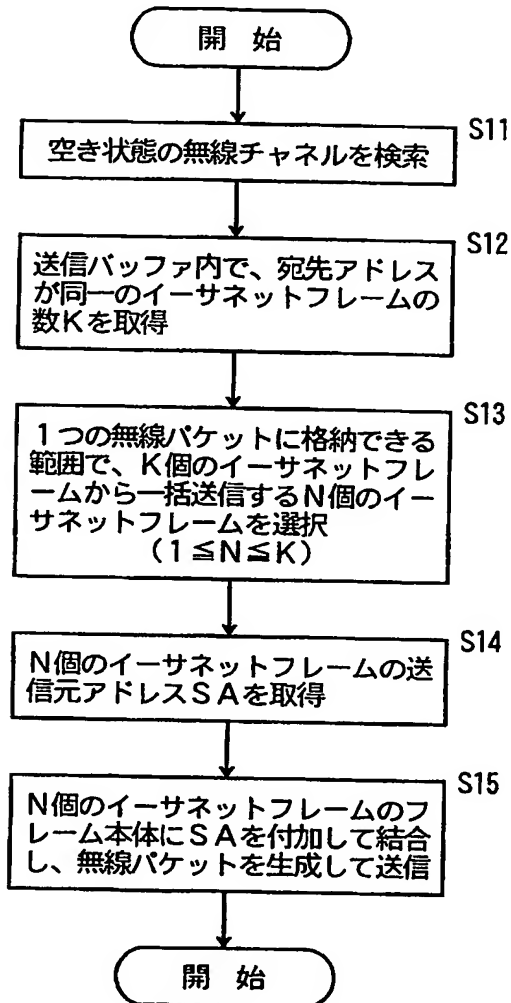 開 始
S11
空き状態の無線チャネルを検索
S12
送信バッファ内で、宛先アドレス
が同一のイーサネットフレームの
数Kを取得
S13
1つの無線パケットに格納できる
範囲で、K個のイーサネットフレ
ームから一括送信するN個のイー
サネットフレームを選択
(1≦N≦K)
S14
N個のイーサネットフレームの送
信元アドレスSAを取得
S15
N個のイーサネットフレームのフ
レーム本体にSAを付加して結合
し、無線パケットを生成して送信
開 始